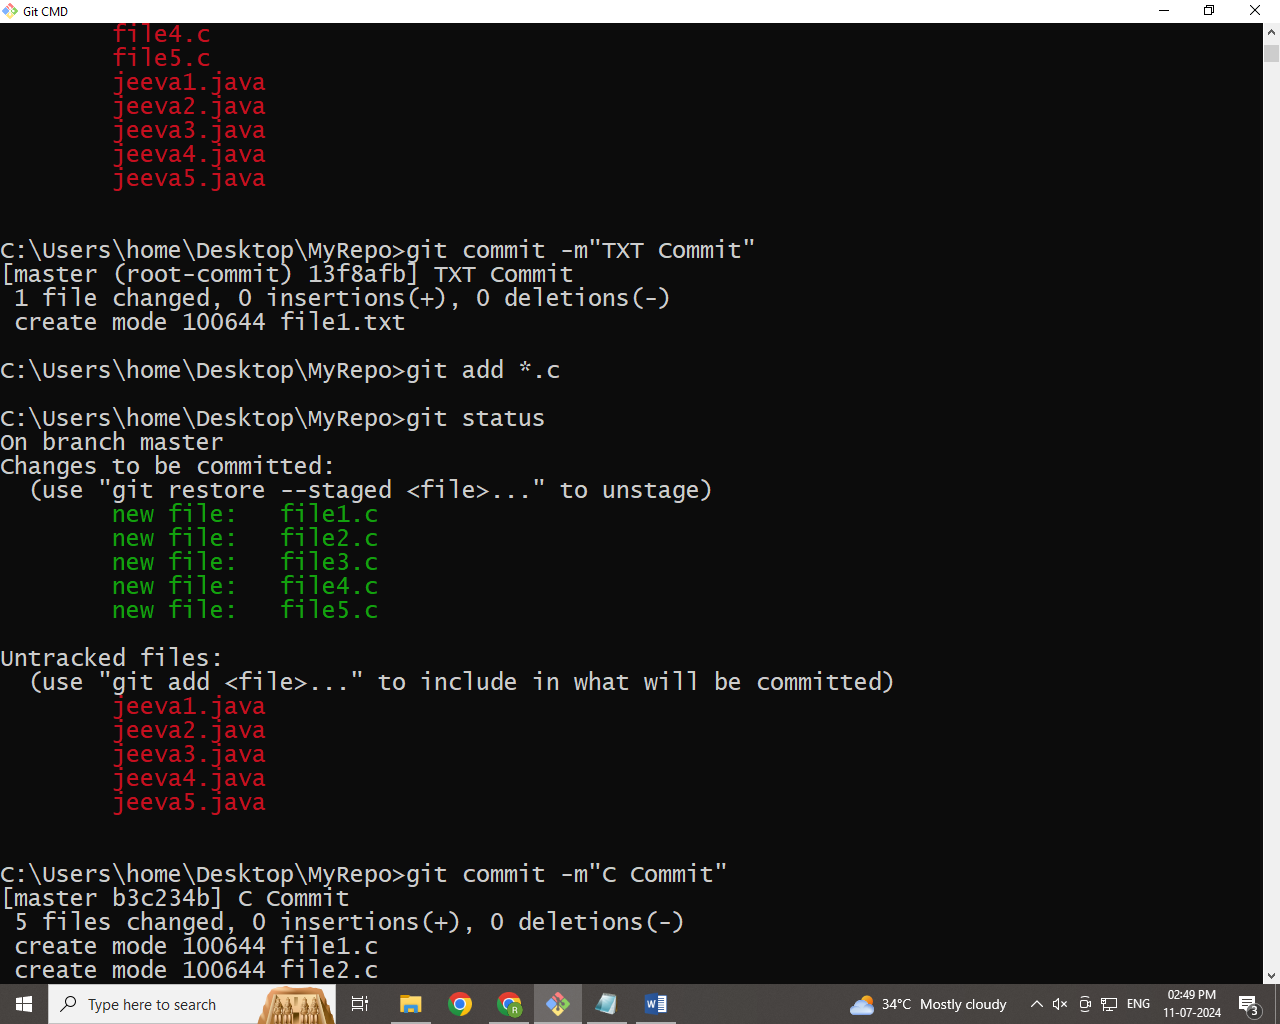 Git CMD
file4.c
file5.c
jeeva1.java
jeeva2.java
jeeva3.java
jeeva4.java
jeeva5.java
C:\Users\home\Desktop\MyRepo>git commit -m"TXT Commit"
[master (root-commit) 13f8afb] TXT Commit
1 file changed, 0 insertions(+), 0 deletions(-)
create mode 100644 file1.txt
C:\Users\home\Desktop\MyRepo>git add *.c
C:\Users\home\Desktop\MyRepo>git status
On branch master
Changes to be committed:
(use "git restore --staged <file>..." to unstage)
new file:   file1.c
new file:   file2.c
new file:   file3.c
new file:   file4.c
new file:   file5.c
Untracked files:
(use "git add <file>..." to include in what will be committed)
jeeva1.java
jeeva2.java
jeeva3.java
jeeva4.java
jeeva5.java
C:\Users\home\Desktop\MyRepo>git commit -m"C Commit"
[master b3c234b] C Commit
5 files changed, 0 insertions(+), 0 deletions(-)
create mode 100644 file1.c
create mode 100644 file2.c
Type here to search
R
W
34°C Mostly cloudy
ENG
02:49 PM
11-07-2024
3